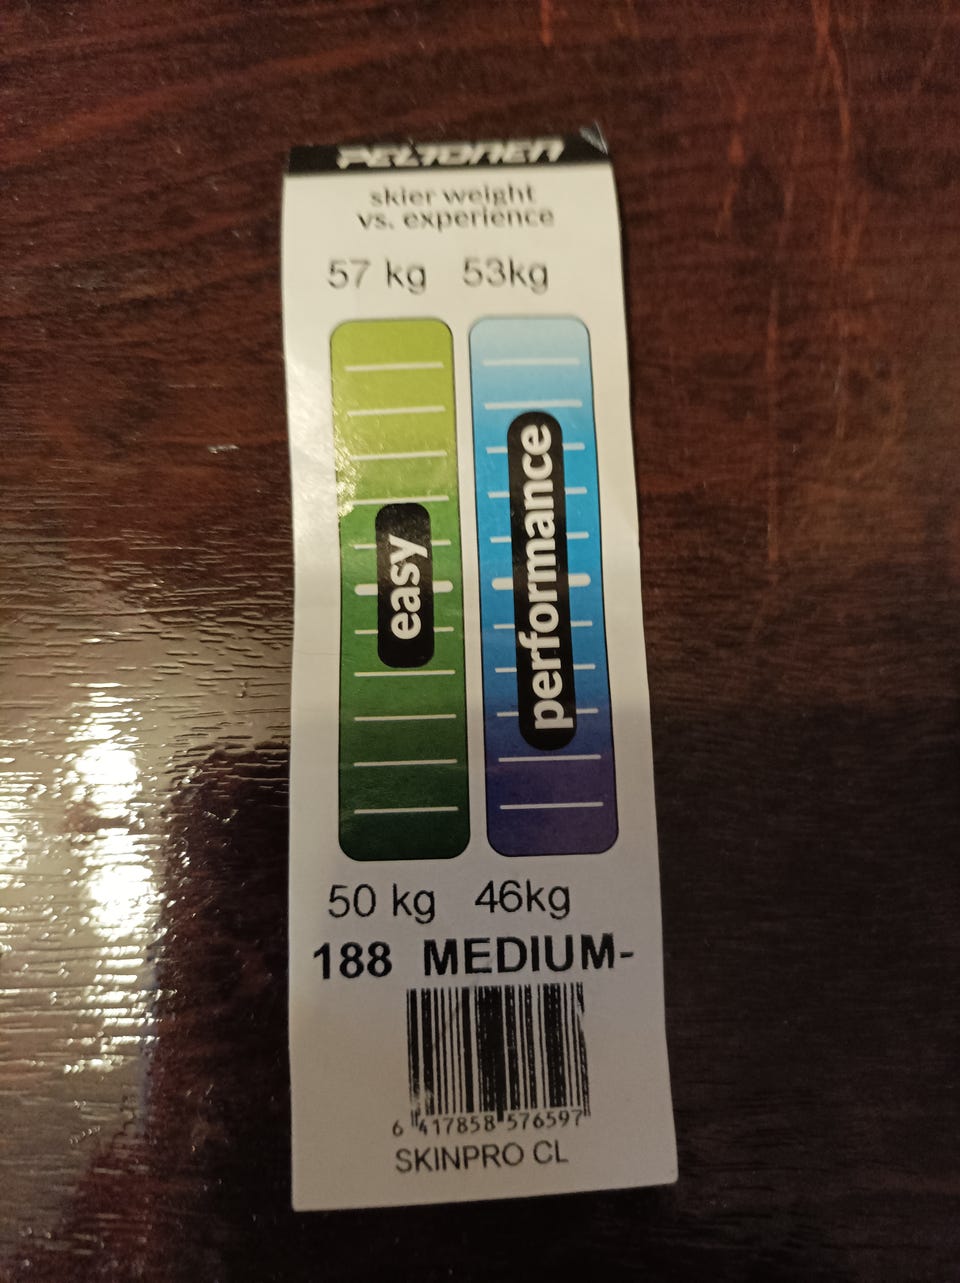 PELTONEN
skier weight
vs. experience
57 kg 53kg
easy
performance
50 kg 46kg
188 MEDIUM-
6 417858 576597
SKINPRO CL